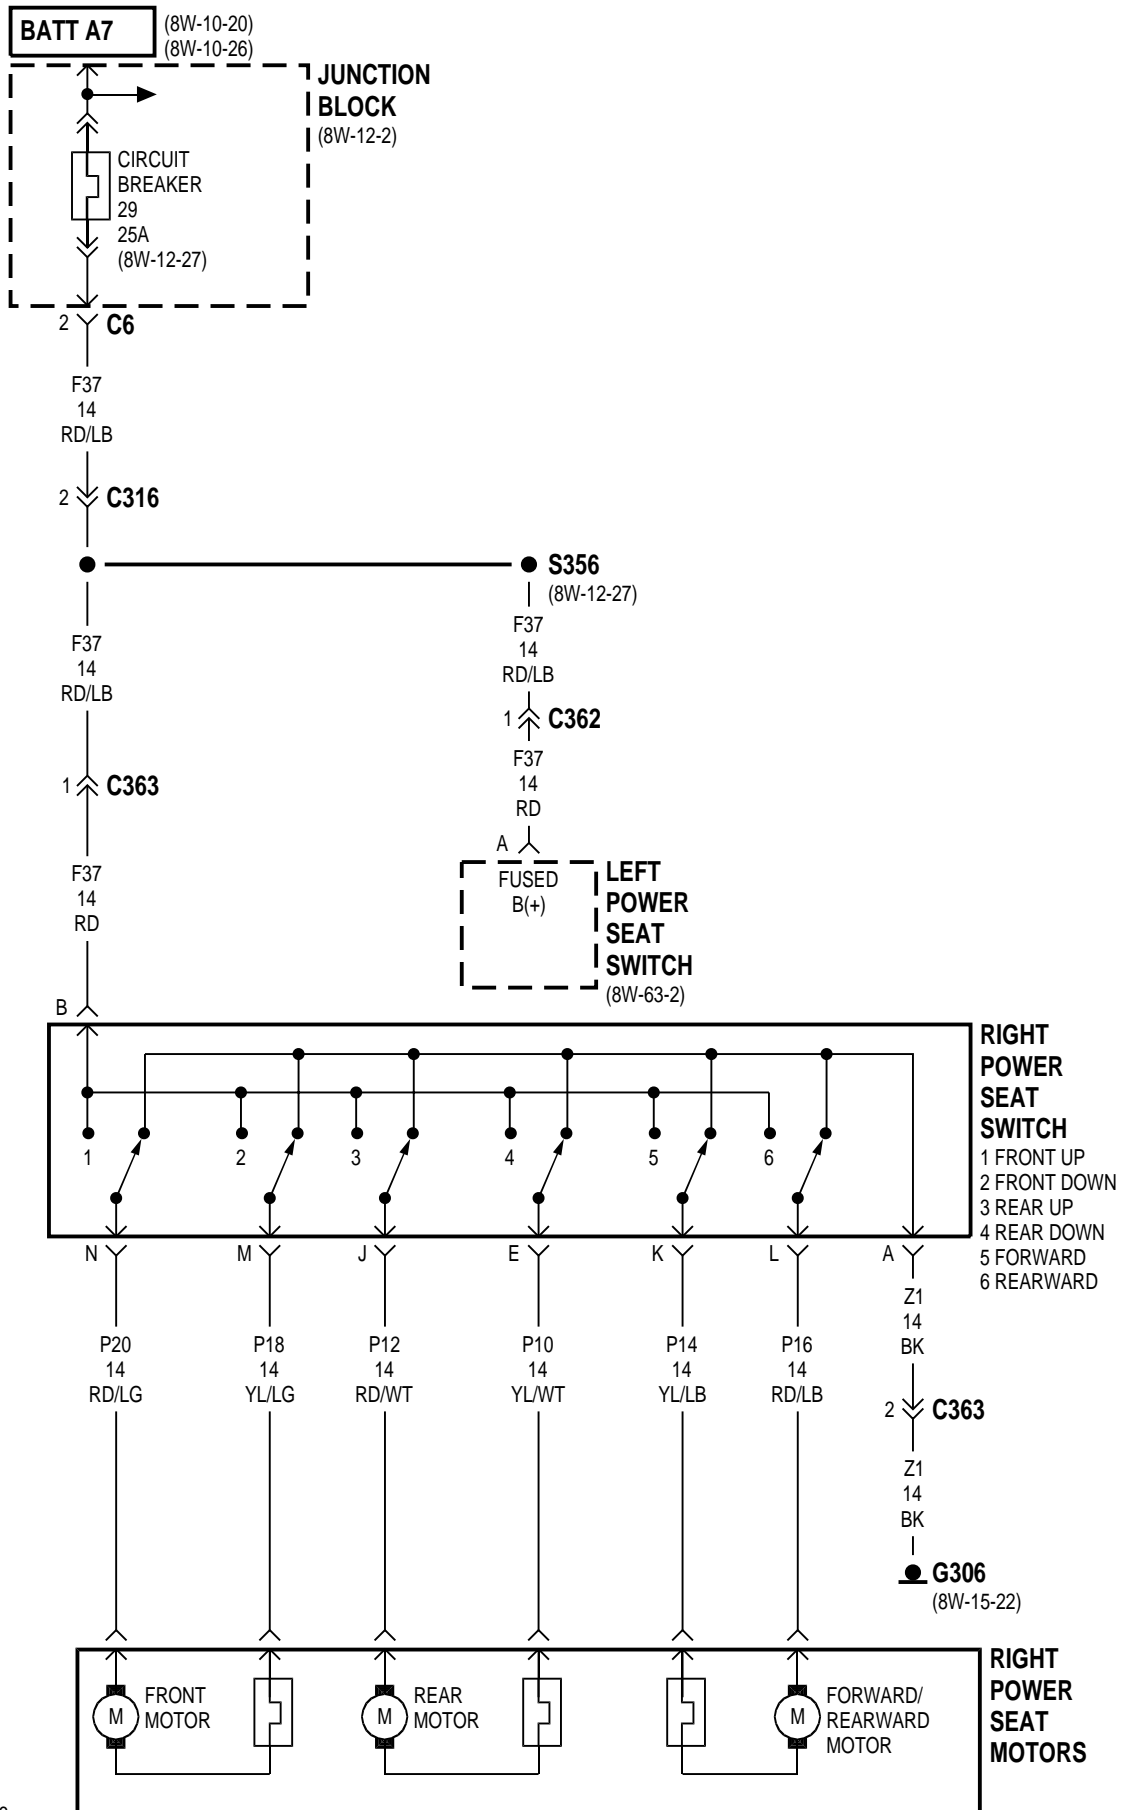 BATT A7
(8W-10-20)
(8W-10-26)
JUNCTION
BLOCK
(8W-12-2)
CIRCUIT
BREAKER
29
25A
(8W-12-27)
2
C6
F37
14
RD/LB
2
C316
S356
(8W-12-27)
F37
14
RD/LB
F37
14
RD/LB
1
C362
1
C363
F37
14
RD
A
FUSED
B(+)
LEFT
POWER
SEAT
SWITCH
(8W-63-2)
F37
14
RD
B
RIGHT
POWER
SEAT
SWITCH
1 FRONT UP
2 FRONT DOWN
3 REAR UP
4 REAR DOWN
5 FORWARD
6 REARWARD
1
2
3
4
5
6
N
M
J
E
K
L
A
P20
14
RD/LG
P18
14
YL/LG
P12
14
RD/WT
P10
14
YL/WT
P14
14
YL/LB
P16
14
RD/LB
Z1
14
BK
2
C363
Z1
14
BK
G306
(8W-15-22)
RIGHT
POWER
SEAT
MOTORS
M
FRONT
MOTOR
M
REAR
MOTOR
M
FORWARD/
REARWARD
MOTOR